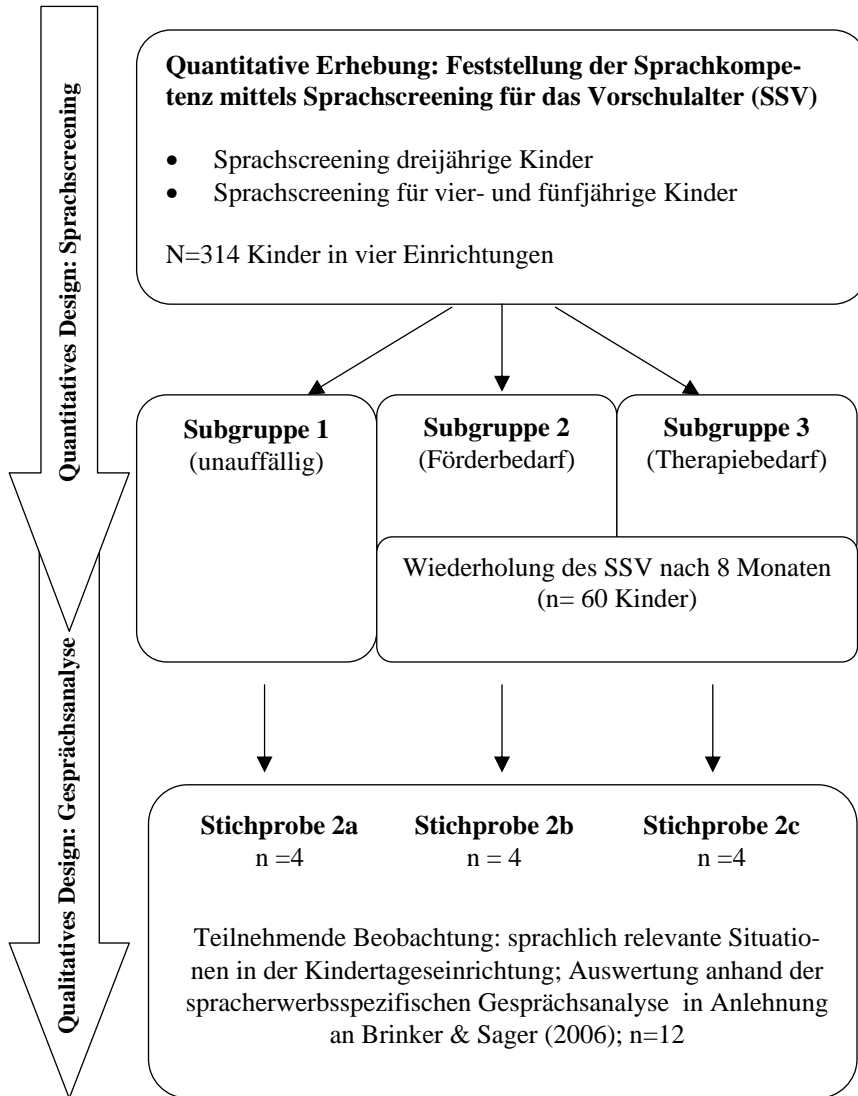 Quantitatives Design: Sprachscreening
Quantitative Erhebung: Feststellung der Sprachkompe-
tenz mittels Sprachscreening für das Vorschulalter (SSV)
• Sprachscreening dreijährige Kinder
• Sprachscreening für vier- und fünfjährige Kinder
N=314 Kinder in vier Einrichtungen
Subgruppe 1
(unauffällig)
Subgruppe 2
(Förderbedarf)
Subgruppe 3
(Therapiebedarf)
Wiederholung des SSV nach 8 Monaten
(n= 60 Kinder)
Qualitatives Design: Gesprächsanalyse
Stichprobe 2a
n =4
Stichprobe 2b
n = 4
Stichprobe 2c
n =4
Teilnehmende Beobachtung: sprachlich relevante Situatio-
nen in der Kindertageseinrichtung; Auswertung anhand der
spracherwerbsspezifischen Gesprächsanalyse in Anlehnung
an Brinker & Sager (2006); n=12